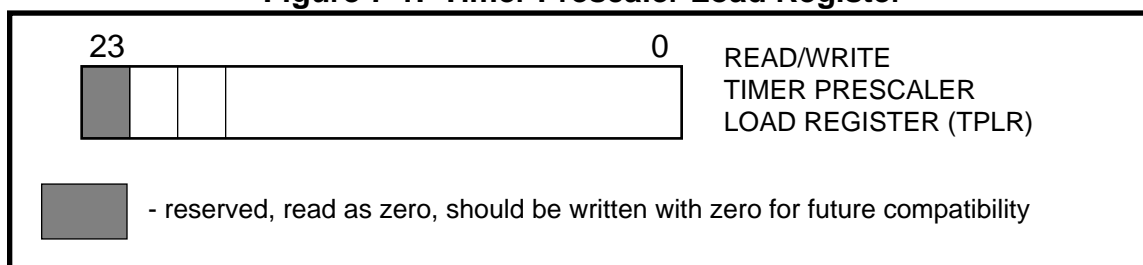 23 0
READ/WRITE
TIMER PRESCALER
LOAD REGISTER (TPLR)
- reserved, read as zero, should be written with zero for future compatibility